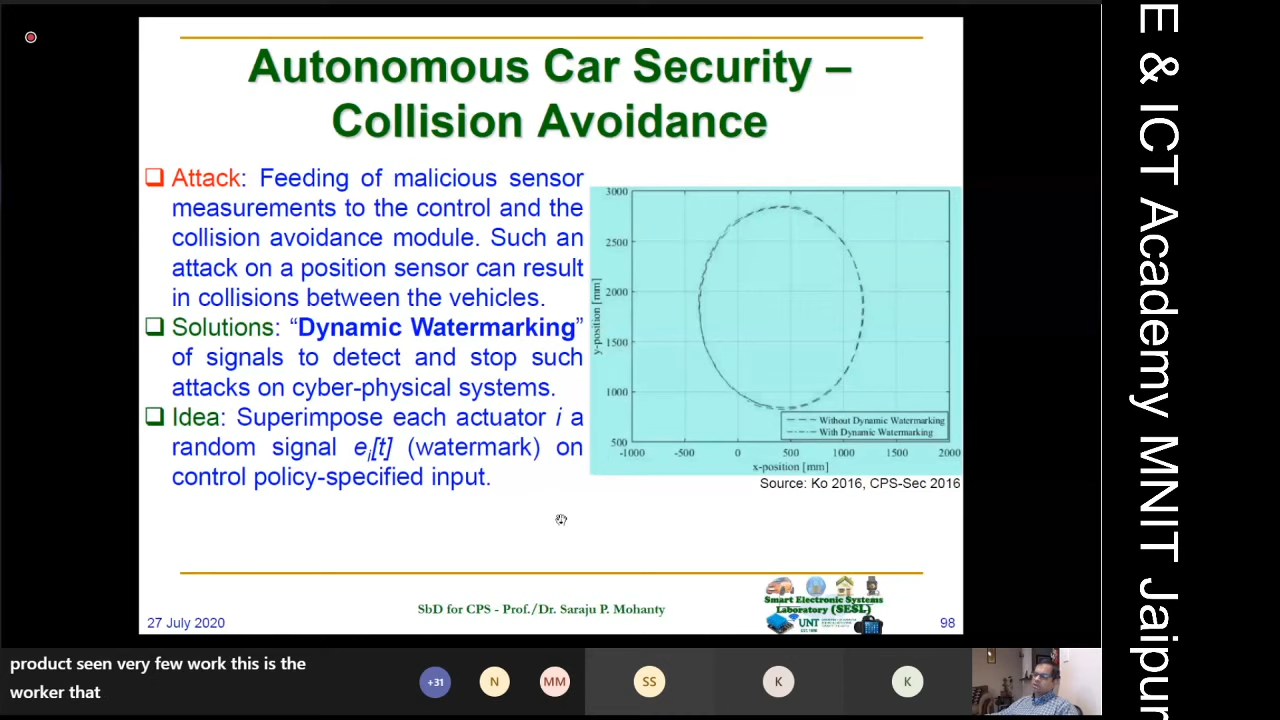 Autonomous Car Security –
Collision Avoidance
❑ Attack: Feeding of malicious sensor
measurements to the control and the
collision avoidance module. Such an
attack on a position sensor can result
in collisions between the vehicles.
❑ Solutions: “Dynamic Watermarking”
of signals to detect and stop such
attacks on cyber-physical systems.
❑ Idea: Superimpose each actuator i a
random signal ei[t] (watermark) on
control policy-specified input.
3000
2500
2000
1500
1000
500
y-position [mm]
-1000 -500 0 500 1000 1500 2000
x-position [mm]
Without Dynamic Watermarking
With Dynamic Watermarking
Source: Ko 2016, CPS-Sec 2016
SbD for CPS - Prof./Dr. Saraju P. Mohanty
Smart Electronic Systems
Laboratory (SESL)
UNT
27 July 2020
98
E & ICT Academy MNIT Jaipur
product seen very few work this is the
worker that
+31
N
MM
SS
K
K